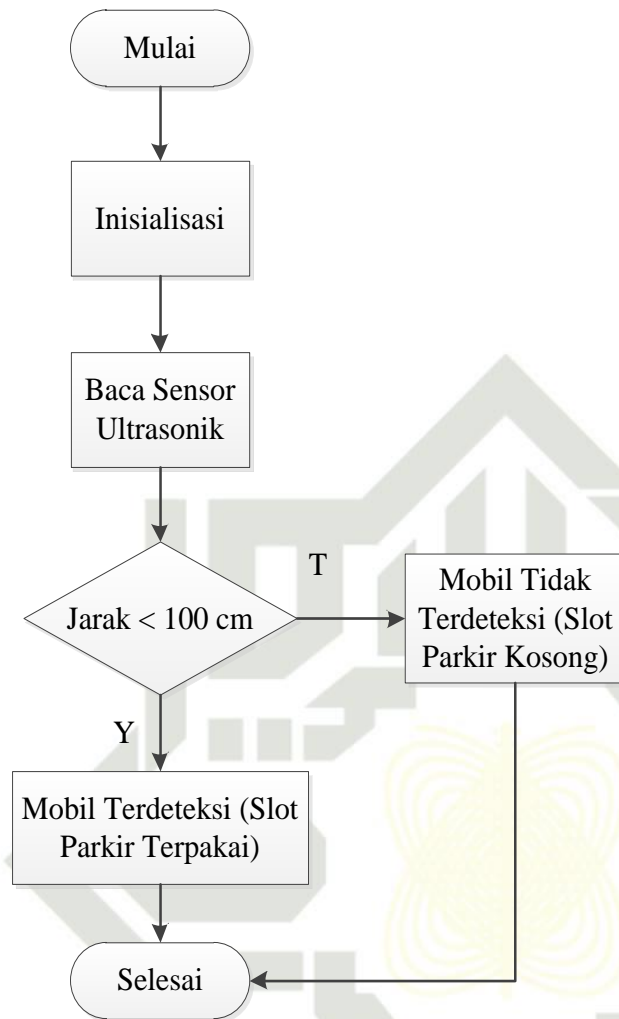 Mulai
Inisialisasi
Baca Sensor
Ultrasonik
Jarak < 100 cm
T
Mobil Tidak
Terdeteksi (Slot
Parkir Kosong)
Y
Mobil Terdeteksi (Slot
Parkir Terpakai)
Selesai